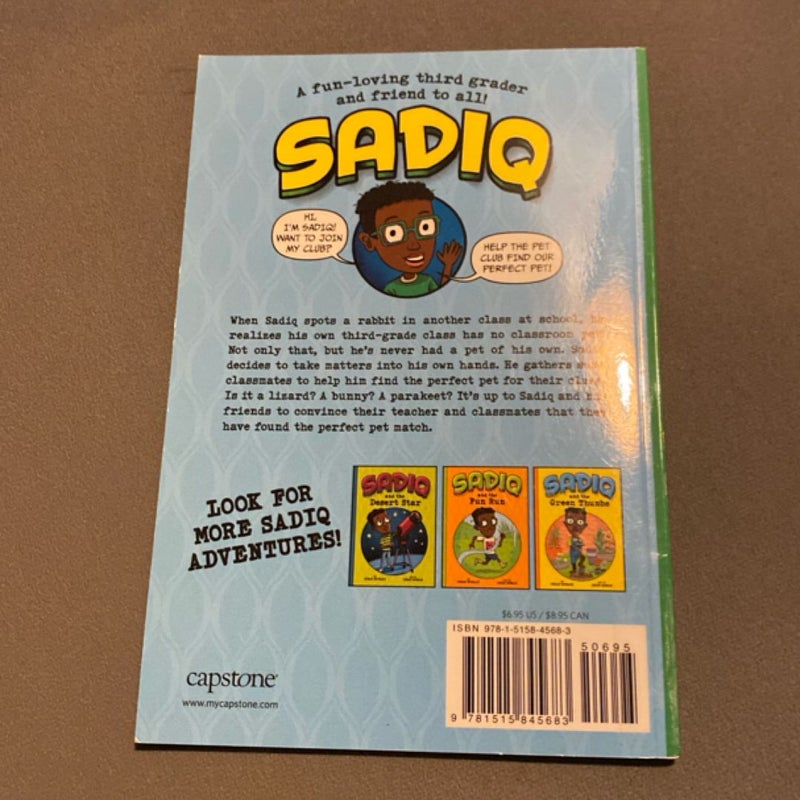 A fun-loving third grader
and friend to all!
SADIQ
HI,
I'M SADIQ!
WANT TO JOIN
MY CLUB?
HELP THE PET
CLUB FIND OUR
PERFECT PET!
When Sadiq spots a rabbit in another class at school, he
realizes his own third-grade class has no classroom pet.
Not only that, but he's never had a pet of his own. Sadiq
decides to take matters into his own hands. He gathers
classmates to help him find the perfect pet for their class.
Is it a lizard? A bunny? A parakeet? It's up to Sadiq and his
friends to convince their teacher and classmates that they
have found the perfect pet match.
LOOK FOR
MORE SADIQ
ADVENTURES!
SADIQ
and the
Desert Star
SADIQ
and the
Fun Run
SADIQ
and the
Green Thumbs
$6.95 US / $8.95 CAN
ISBN 978-1-5158-4568-3
50695
9 781515 845683
capstone
www.mycapstone.com